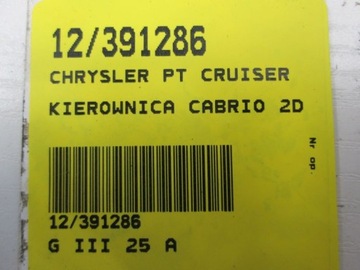 12/391286
CHRYSLER PT CRUISER
KIEROWNICA CABRIO 2D
Nr op.
12/391286
G III 25 A